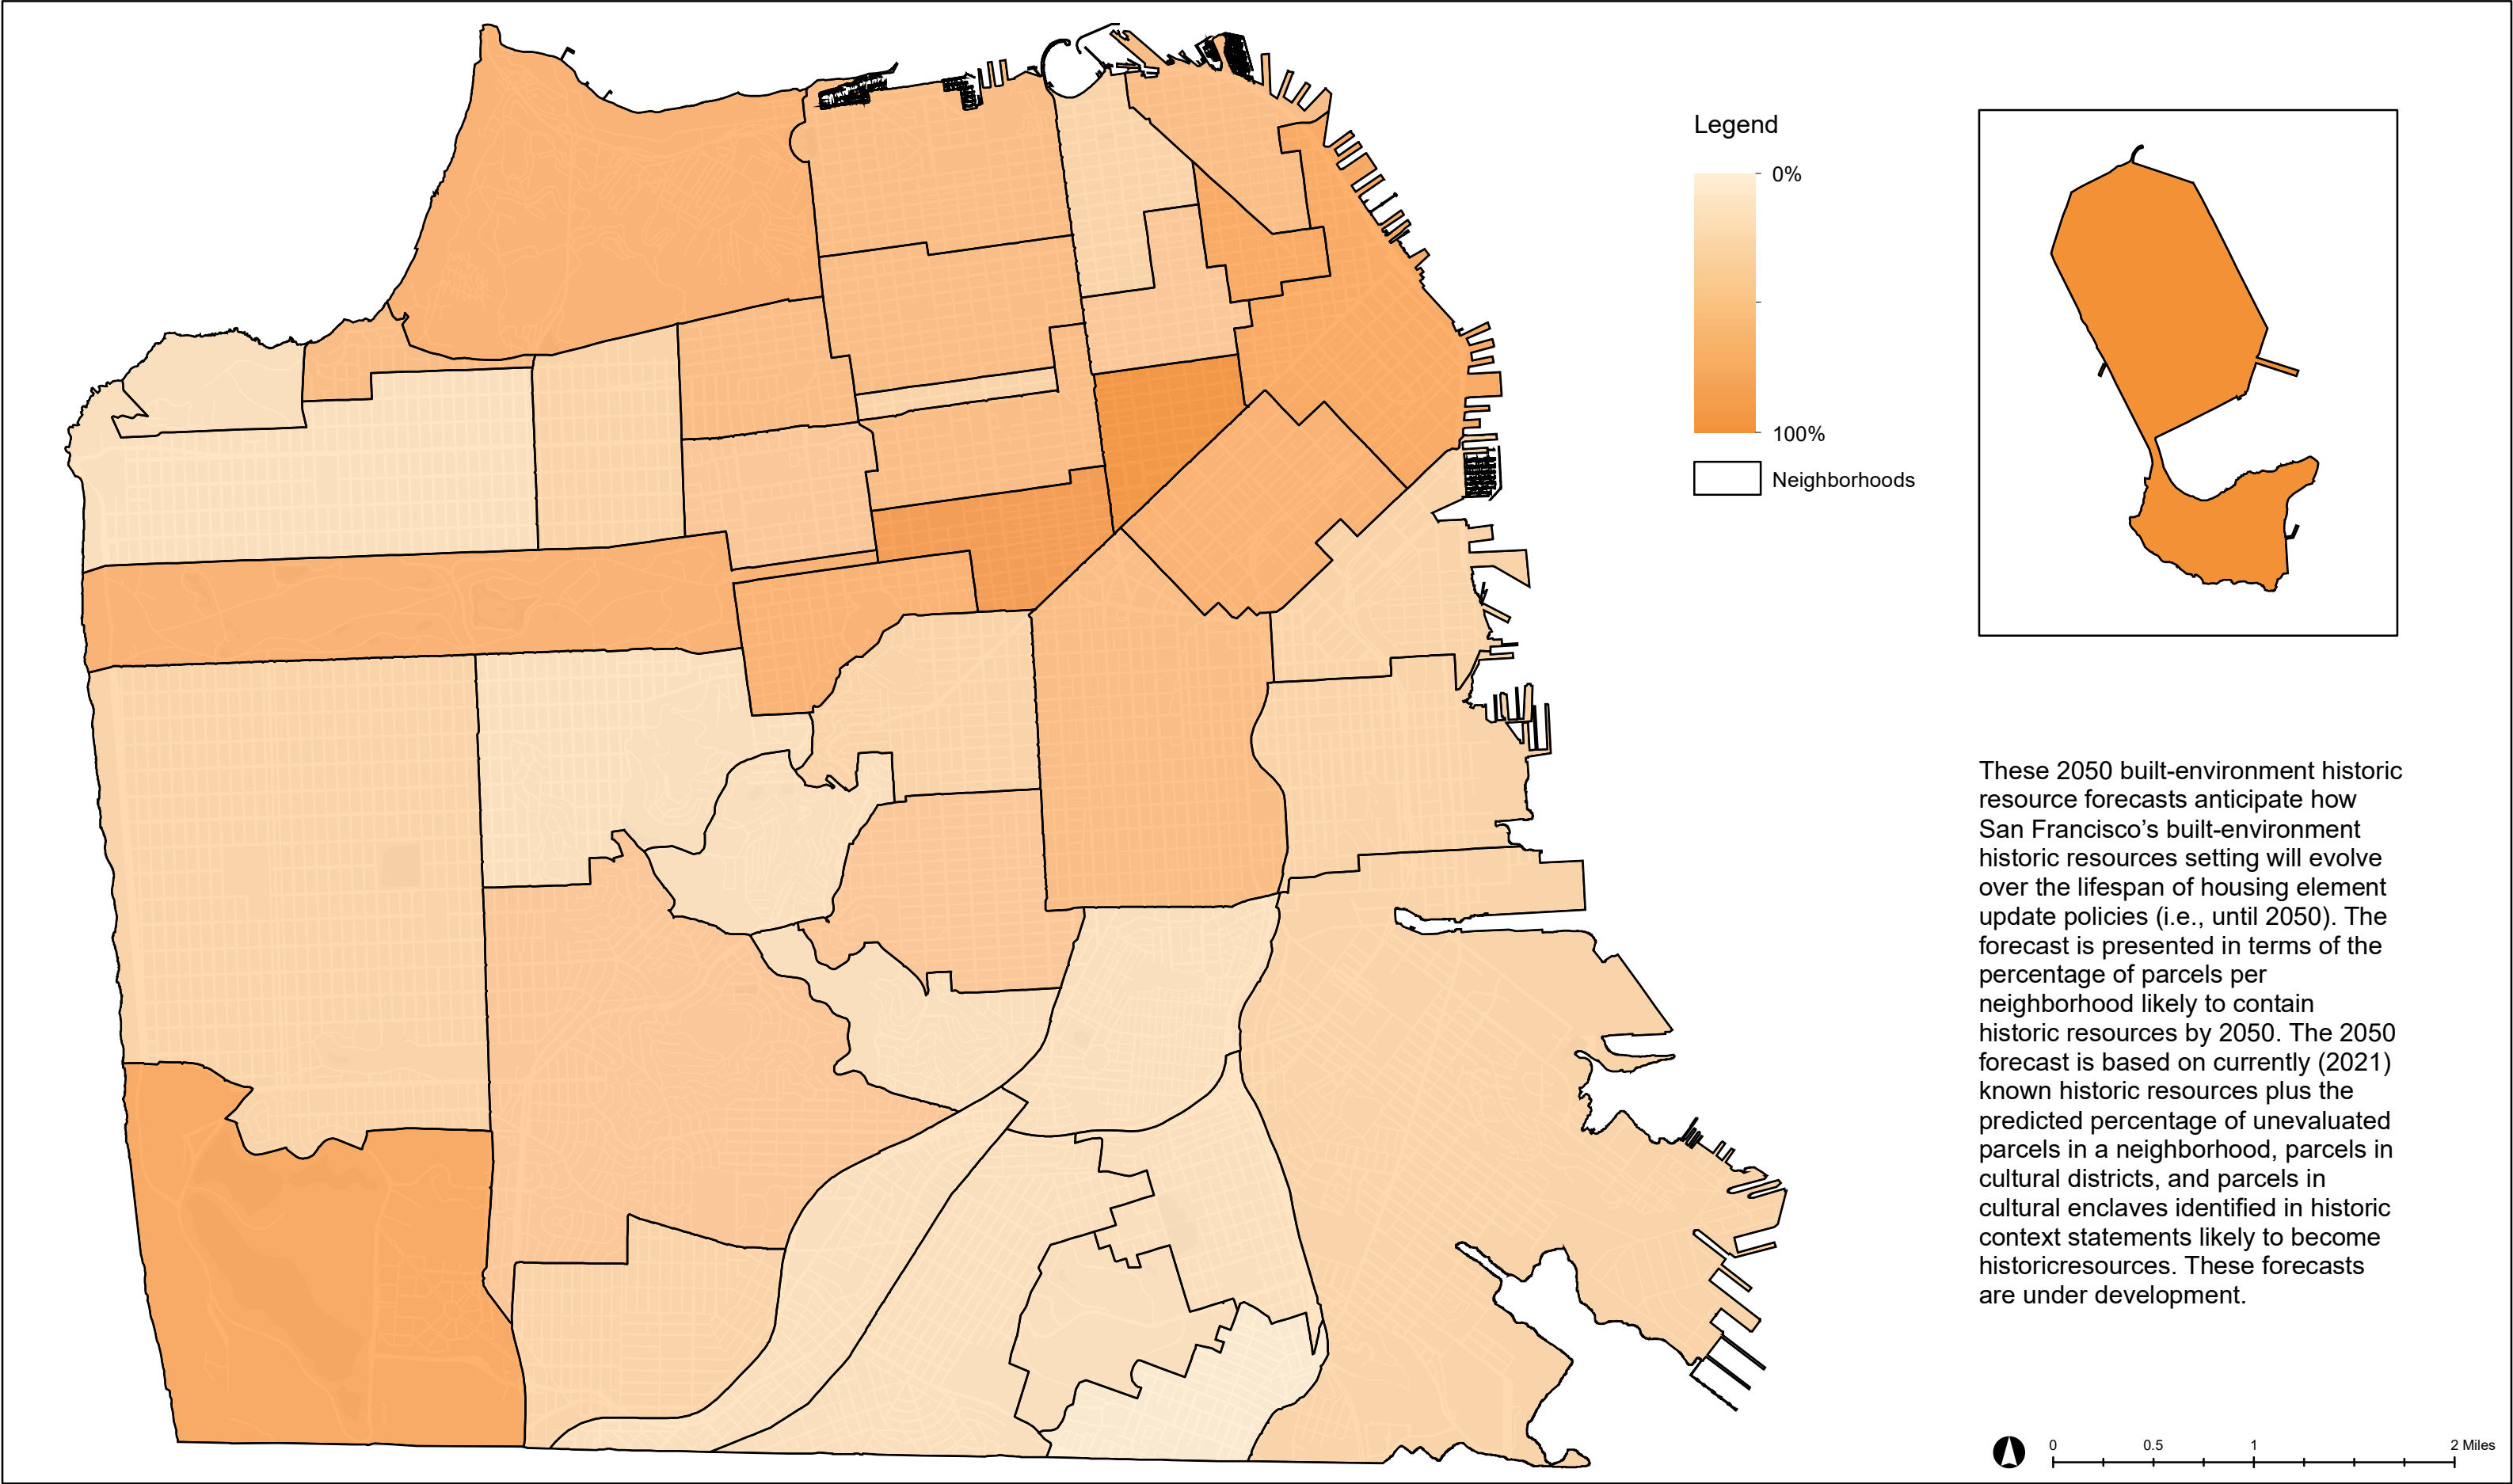 Legend
0%
100%
Neighborhoods
These 2050 built-environment historic
resource forecasts anticipate how
San Francisco’s built-environment
historic resources setting will evolve
over the lifespan of housing element
update policies (i.e., until 2050). The
forecast is presented in terms of the
percentage of parcels per
neighborhood likely to contain
historic resources by 2050. The 2050
forecast is based on currently (2021)
known historic resources plus the
predicted percentage of unevaluated
parcels in a neighborhood, parcels in
cultural districts, and parcels in
cultural enclaves identified in historic
context statements likely to become
historicresources. These forecasts
are under development.
0 0.5 1 2 Miles